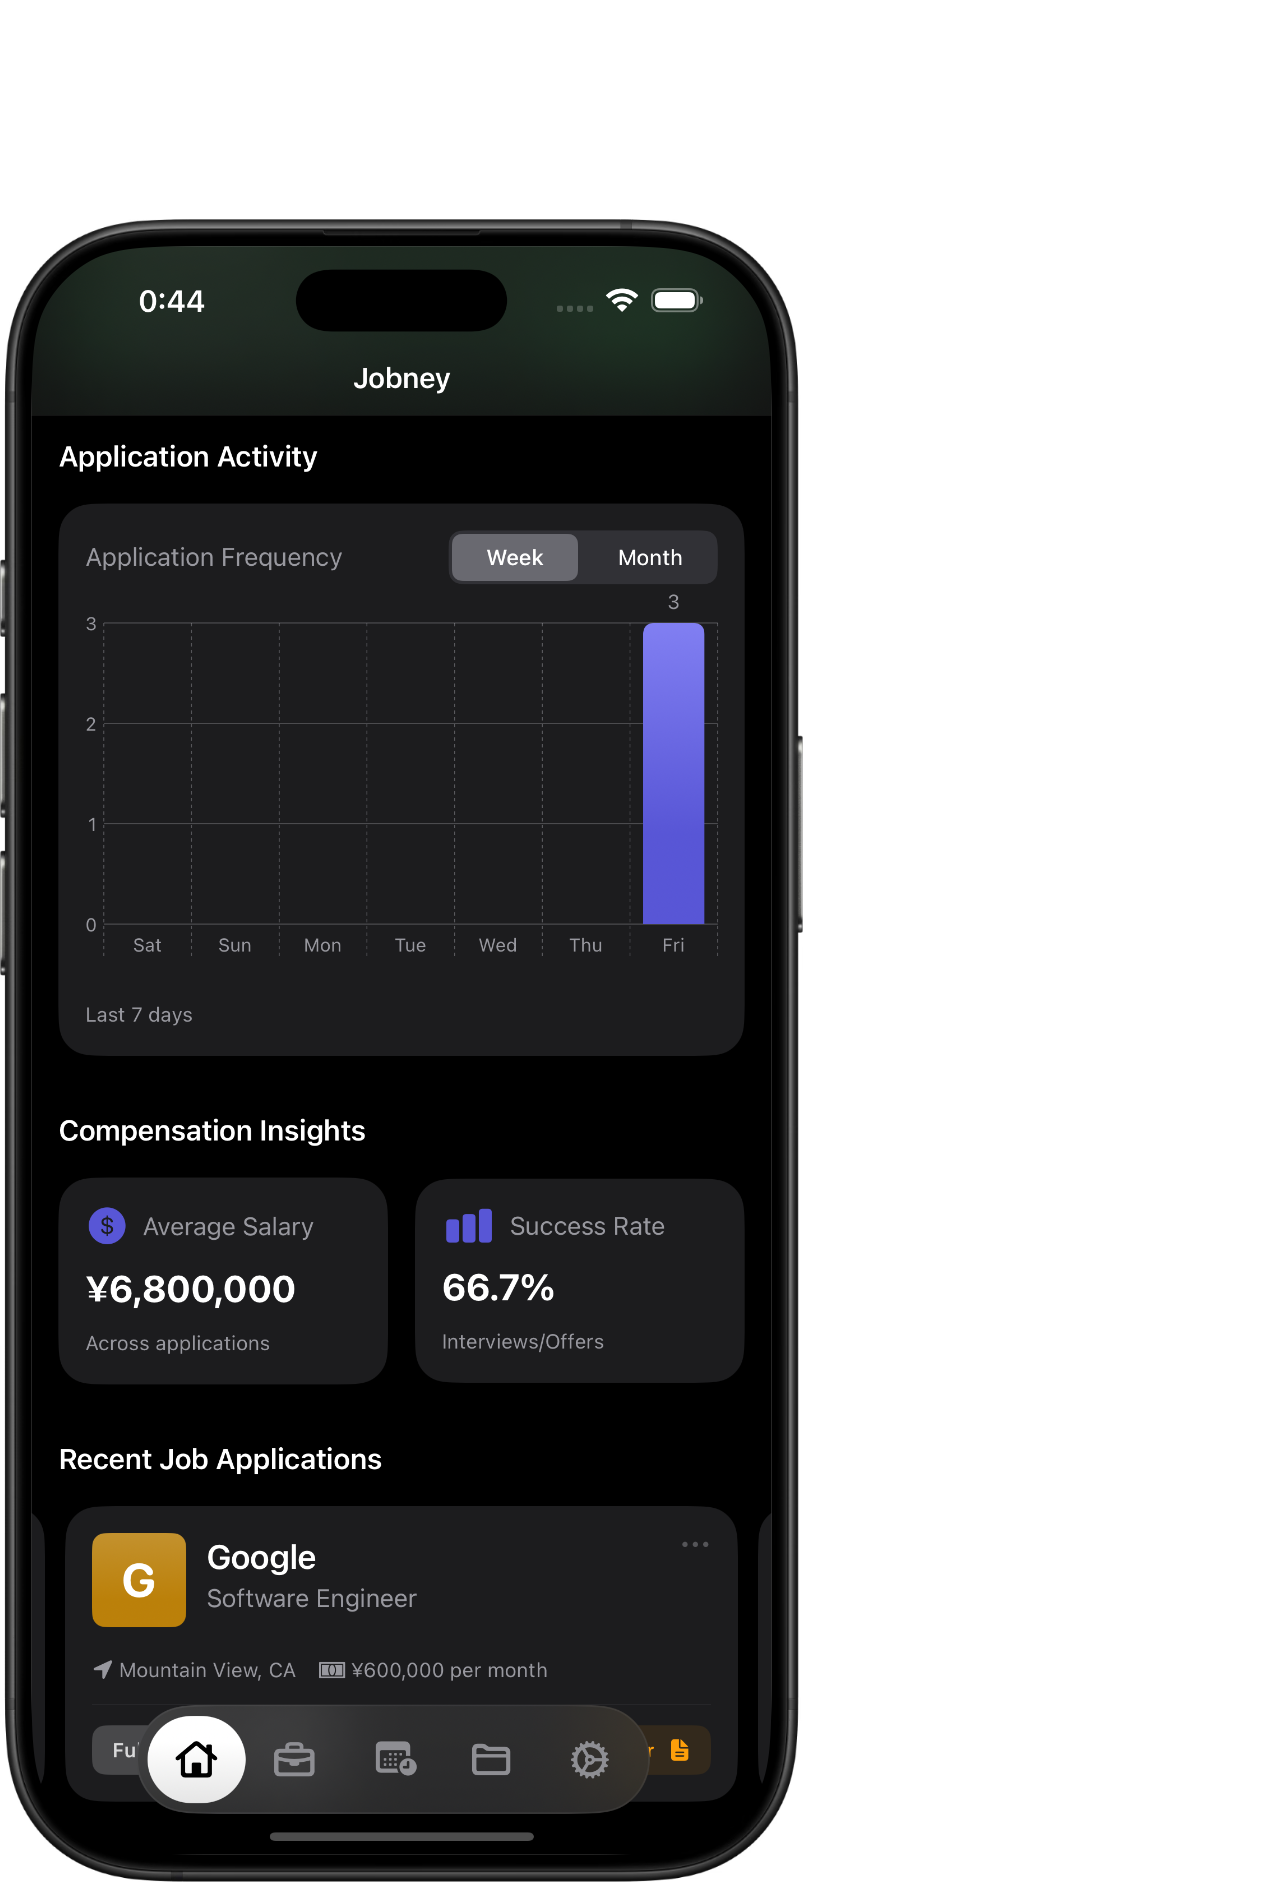 0:44
Jobney
Application Activity
Application Frequency
Week
Month
3
3
2
1
0
Sat
Sun
Mon
Tue
Wed
Thu
Fri
Last 7 days
Compensation Insights
$ Average Salary
¥6,800,000
Across applications
Success Rate
66.7%
Interviews/Offers
Recent Job Applications
G
Google
Software Engineer
Mountain View, CA
¥600,000 per month